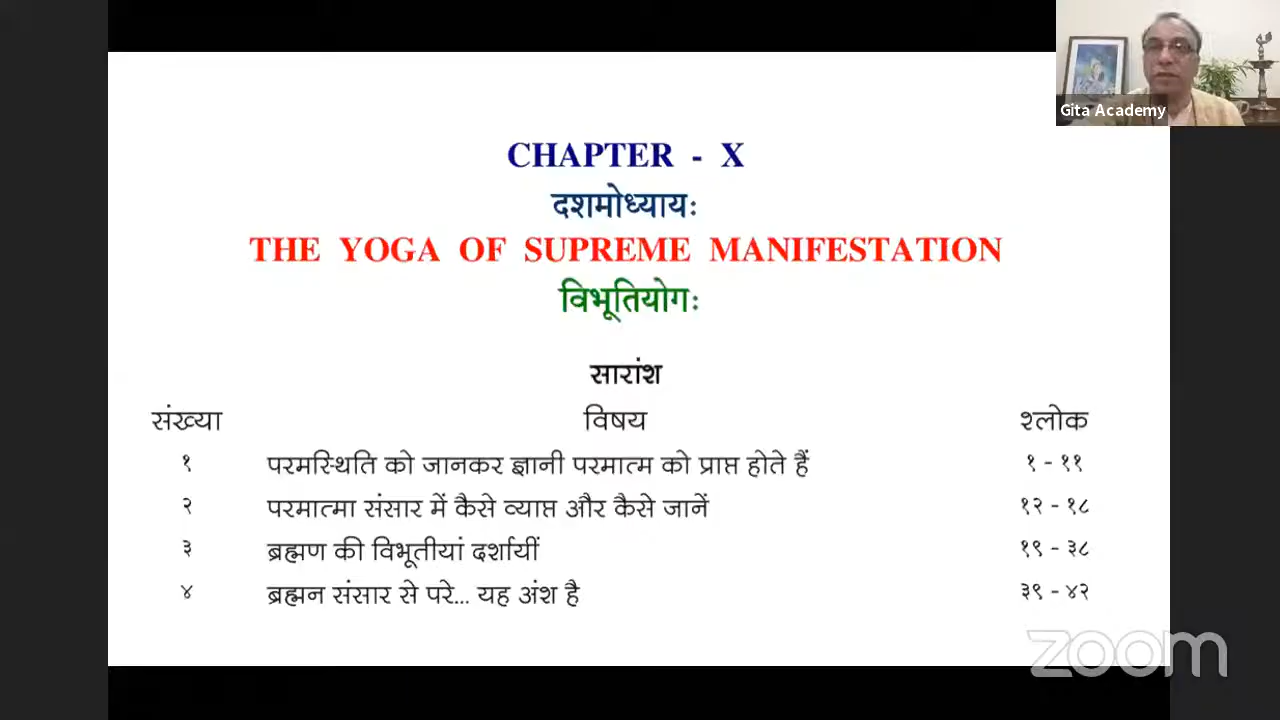 CHAPTER - X
दशमोध्यायः
THE YOGA OF SUPREME MANIFESTATION
विभूतियोगः
सारांश
संख्या विषय श्लोक
१ परमस्थिति को जानकर ज्ञानी परमात्म को प्राप्त होते हैं १ - ११
२ परमात्मा संसार में कैसे व्याप्त और कैसे जानें १२ - १८
३ ब्रह्मण की विभूतीयां दर्शायीं १९ - ३८
४ ब्रह्मन संसार से परे... यह अंश है ३९ - ४२
Gita Academy
zoom